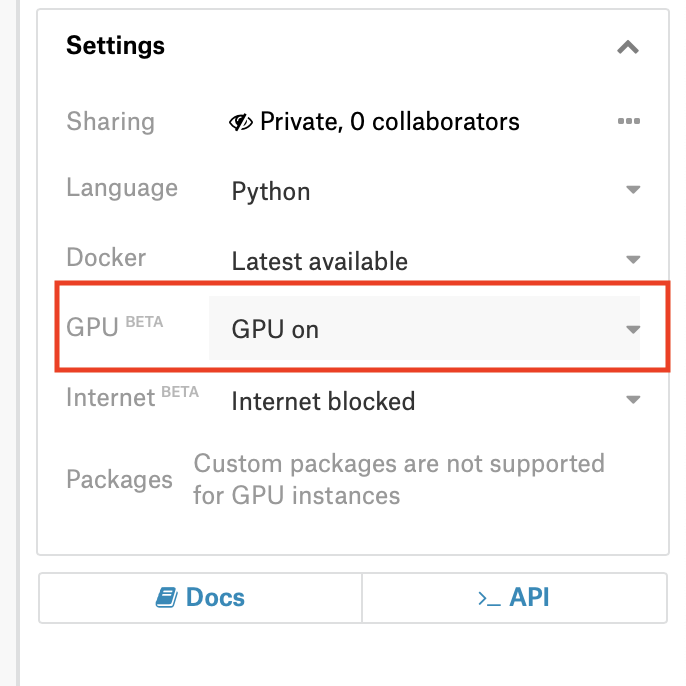 Settings
Sharing Private, 0 collaborators
Language Python
Docker Latest available
GPU BETA GPU on
Internet BETA Internet blocked
Packages Custom packages are not supported
for GPU instances
Docs >_ API